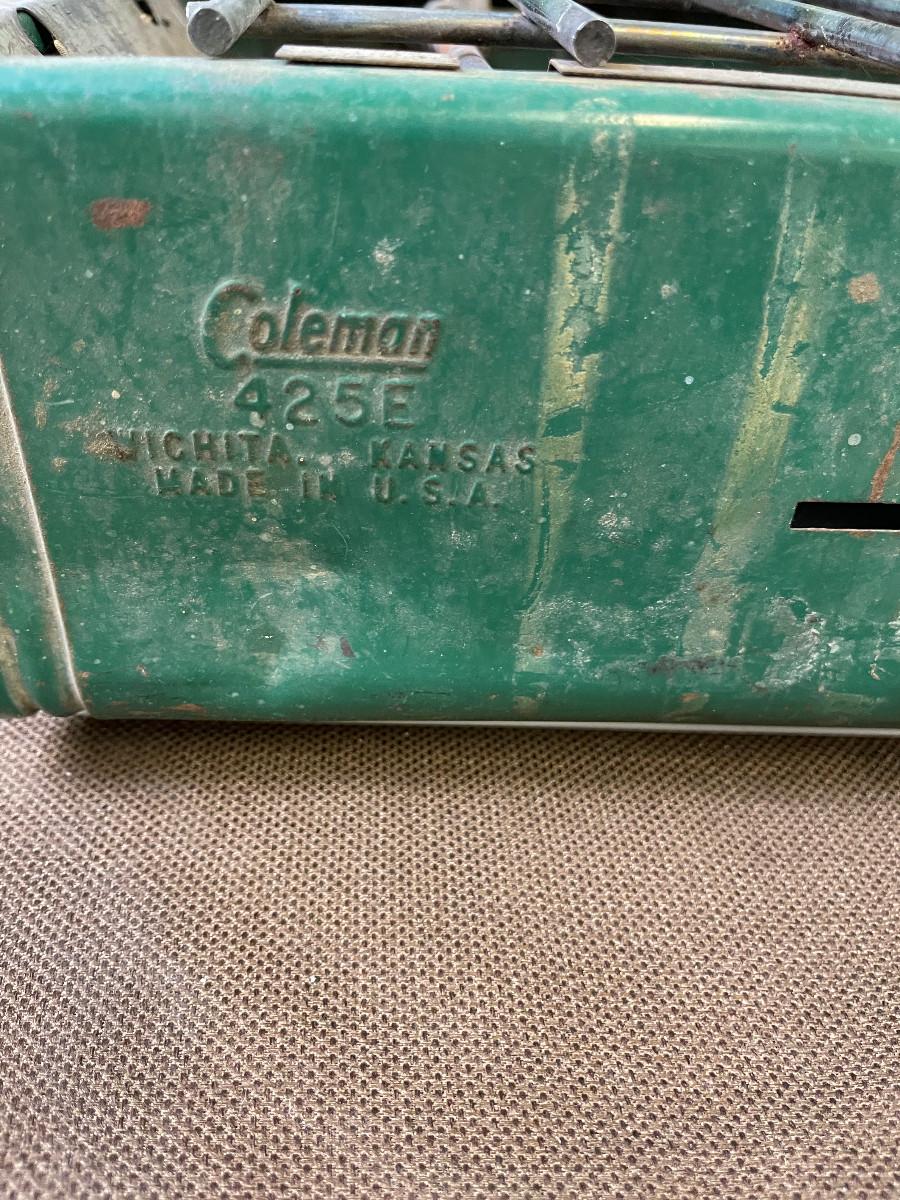 Coleman
425E
WICHITA, KANSAS
MADE IN U.S.A.